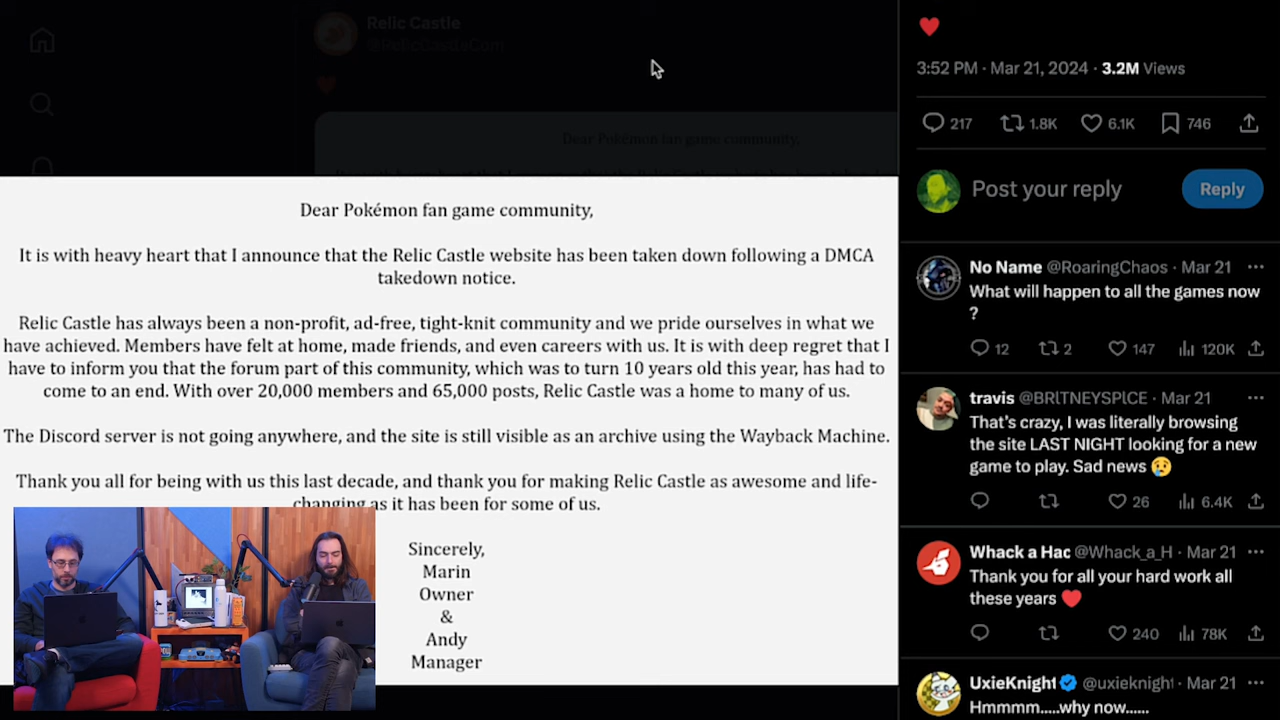 Relic Castle
@RelicCastleCom
Dear Pokémon fan game community,
Dear Pokémon fan game community,
It is with heavy heart that I announce that the Relic Castle website has been taken down following a DMCA
takedown notice.
Relic Castle has always been a non-profit, ad-free, tight-knit community and we pride ourselves in what we
have achieved. Members have felt at home, made friends, and even careers with us. It is with deep regret that I
have to inform you that the forum part of this community, which was to turn 10 years old this year, has had to
come to an end. With over 20,000 members and 65,000 posts, Relic Castle was a home to many of us.
The Discord server is not going anywhere, and the site is still visible as an archive using the Wayback Machine.
Thank you all for being with us this last decade, and thank you for making Relic Castle as awesome and life-
changing as it has been for some of us.
Sincerely,
Marin
Owner
&
Andy
Manager
3:52 PM · Mar 21, 2024 · 3.2M Views
217 1.8K 6.1K 746
Post your reply
Reply
No Name @RoaringChaos · Mar 21
What will happen to all the games now
?
12 2 147 120K
travis @BRITNEYSPICE · Mar 21
That's crazy, I was literally browsing
the site LAST NIGHT looking for a new
game to play. Sad news 😢
26 6.4K
Whack a Hac @Whack_a_H · Mar 21
Thank you for all your hard work all
these years ❤️
240 78K
UxieKnight @uxieknight · Mar 21
Hmmmm.....why now......